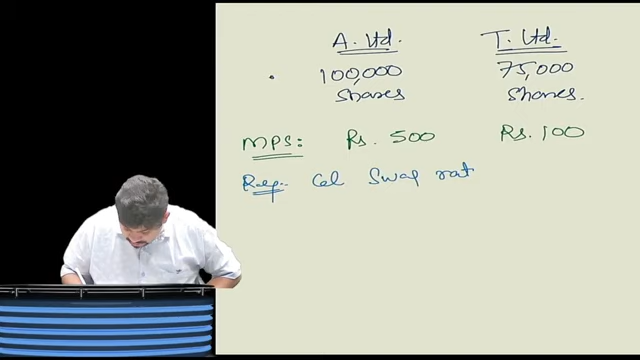 A. Ltd. T. Ltd.
100,000 75,000
Shares Shares.
MPS: Rs. 500 Rs. 100
Req:- Cal Swap rat